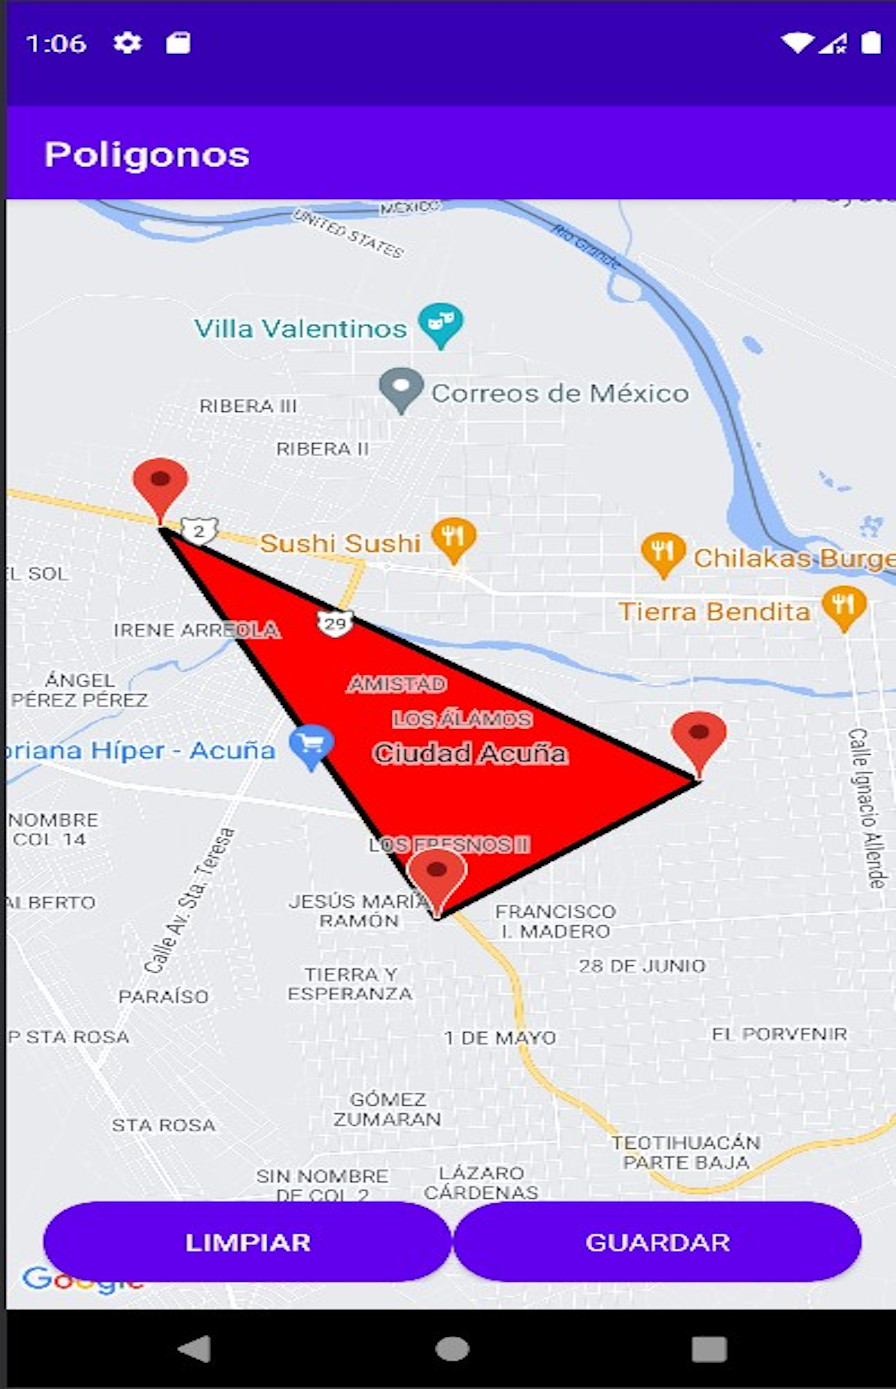 1:06
Poligonos
MÉXICO
UNITED STATES
Rio Grande
Villa Valentinos
Correos de México
RIBERA III
RIBERA II
2
Sushi Sushi
Chilakas Burge
EL SOL
Tierra Bendita
29
IRENE ARREOLA
ÁNGEL
PÉREZ PÉREZ
AMISTAD
LOS ÁLAMOS
Ciudad Acuña
oriana Híper - Acuña
Calle Ignacio Allende
NOMBRE
COL 14
LOS FRESNOS II
Calle Av. Sta. Teresa
ALBERTO
JESÚS MARÍA
RAMÓN
FRANCISCO
I. MADERO
28 DE JUNIO
TIERRA Y
ESPERANZA
PARAÍSO
P STA ROSA
1 DE MAYO
EL PORVENIR
GÓMEZ
ZUMARAN
STA ROSA
TEOTIHUACÁN
PARTE BAJA
SIN NOMBRE
DE COL 2
LÁZARO
CÁRDENAS
LIMPIAR
GUARDAR
Google